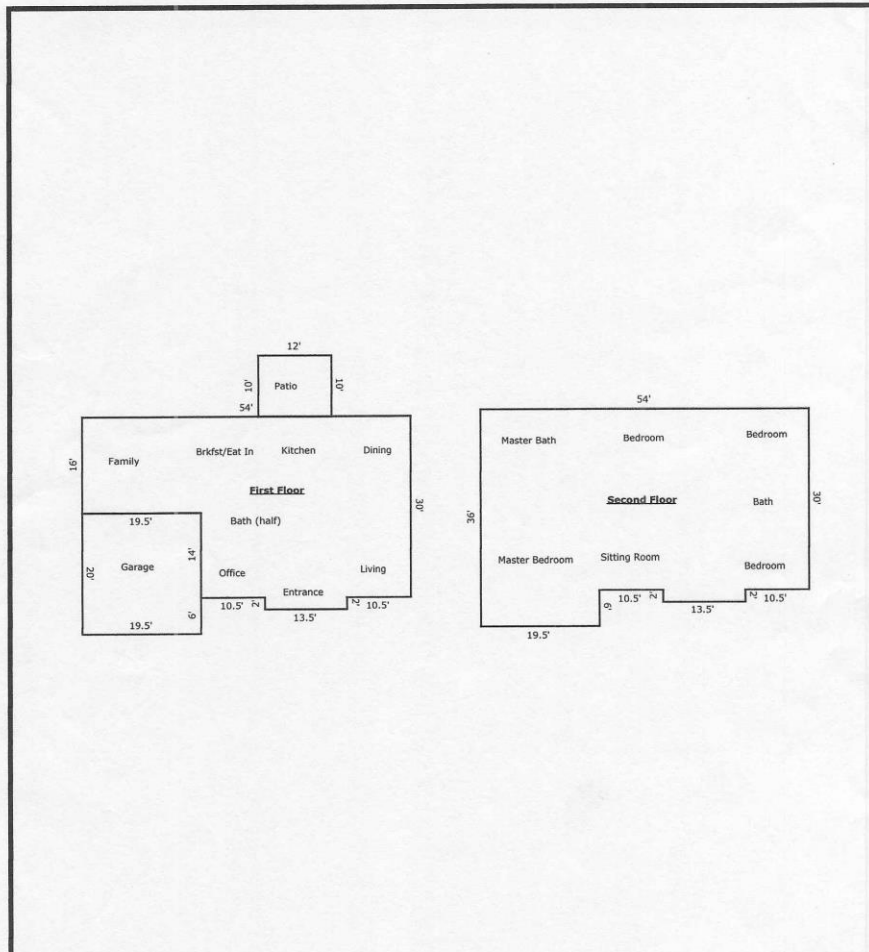 12'
10'
Patio
10'
54'
16'
Family
Brkfst/Eat In
Kitchen
Dining
First Floor
30'
19.5'
Bath (half)
14'
20'
Garage
Office
Living
Entrance
10.5'
2'
2'
10.5'
6'
13.5'
19.5'
54'
Master Bath
Bedroom
Bedroom
36'
Second Floor
Bath
30'
Master Bedroom
Sitting Room
Bedroom
6'
10.5'
2'
2'
10.5'
13.5'
19.5'